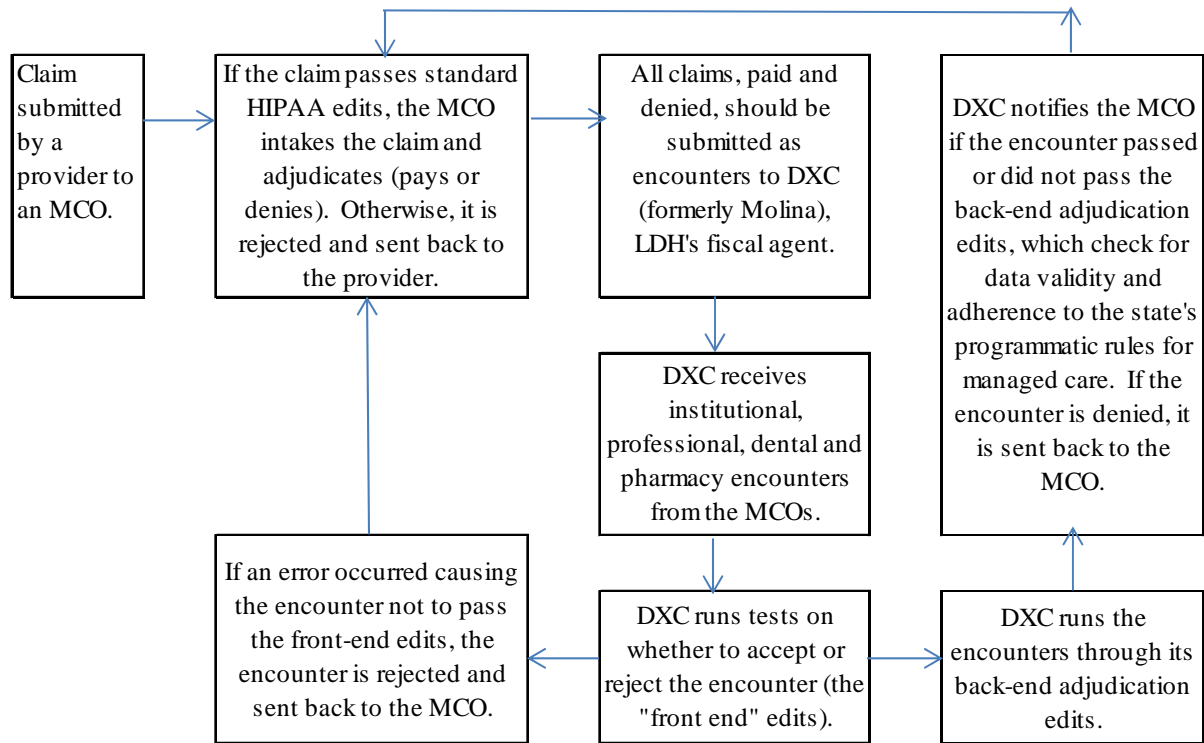 Claim
submitted
by a
provider to
an MCO.
If the claim passes standard
HIPAA edits, the MCO
intakes the claim and
adjudicates (pays or
denies).  Otherwise, it is
rejected and sent back to
the provider.
All claims, paid and
denied, should be
submitted as
encounters to DXC
(formerly Molina),
LDH's fiscal agent.
DXC notifies the MCO
if the encounter passed
or did not pass the
back-end adjudication
edits, which check for
data validity and
adherence to the state's
programmatic rules for
managed care.  If the
encounter is denied, it
is sent back to the
MCO.
DXC receives
institutional,
professional, dental and
pharmacy encounters
from the MCOs.
If an error occurred causing
the encounter not to pass
the front-end edits, the
encounter is rejected and
sent back to the MCO.
DXC runs tests on
whether to accept or
reject the encounter (the
"front end" edits).
DXC runs the
encounters through its
back-end adjudication
edits.